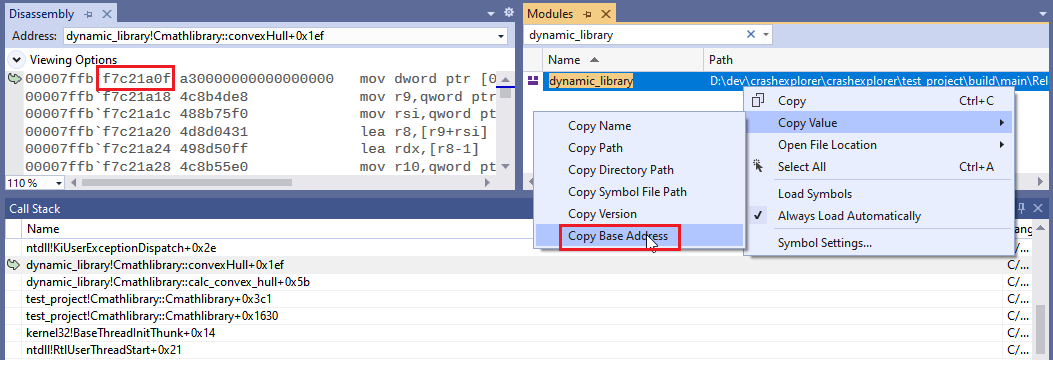 Disassembly
Address: dynamic_library!Cmathlibrary::convexHull+0x1ef
Viewing Options
00007ffb`f7c21a0f a30000000000000000 mov dword ptr [0
00007ffb`f7c21a18 4c8b4de8 mov r9,qword ptr
00007ffb`f7c21a1c 488b75f0 mov rsi,qword ptr
00007ffb`f7c21a20 4d8d0431 lea r8,[r9+rsi]
00007ffb`f7c21a24 498d50ff lea rdx,[r8-1]
00007ffb`f7c21a28 4c8b55e0 mov r10,qword pt
110 %
Modules
dynamic_library
Name Path
dynamic_library D:\dev\crashexplorer\crashexplorer\test_project\build\main\Rel
Copy Ctrl+C
Copy Value
Open File Location
Select All Ctrl+A
Load Symbols
Always Load Automatically
Symbol Settings...
Copy Name
Copy Path
Copy Directory Path
Copy Symbol File Path
Copy Version
Copy Base Address
Call Stack
Name ang
ntdll!KiUserExceptionDispatch+0x2e C/...
dynamic_library!Cmathlibrary::convexHull+0x1ef C/...
dynamic_library!Cmathlibrary::calc_convex_hull+0x5b C/...
test_project!Cmathlibrary::Cmathlibrary+0x3c1 C/...
test_project!Cmathlibrary::Cmathlibrary+0x1630 C/...
kernel32!BaseThreadInitThunk+0x14 C/...
ntdll!RtlUserThreadStart+0x21 C/...